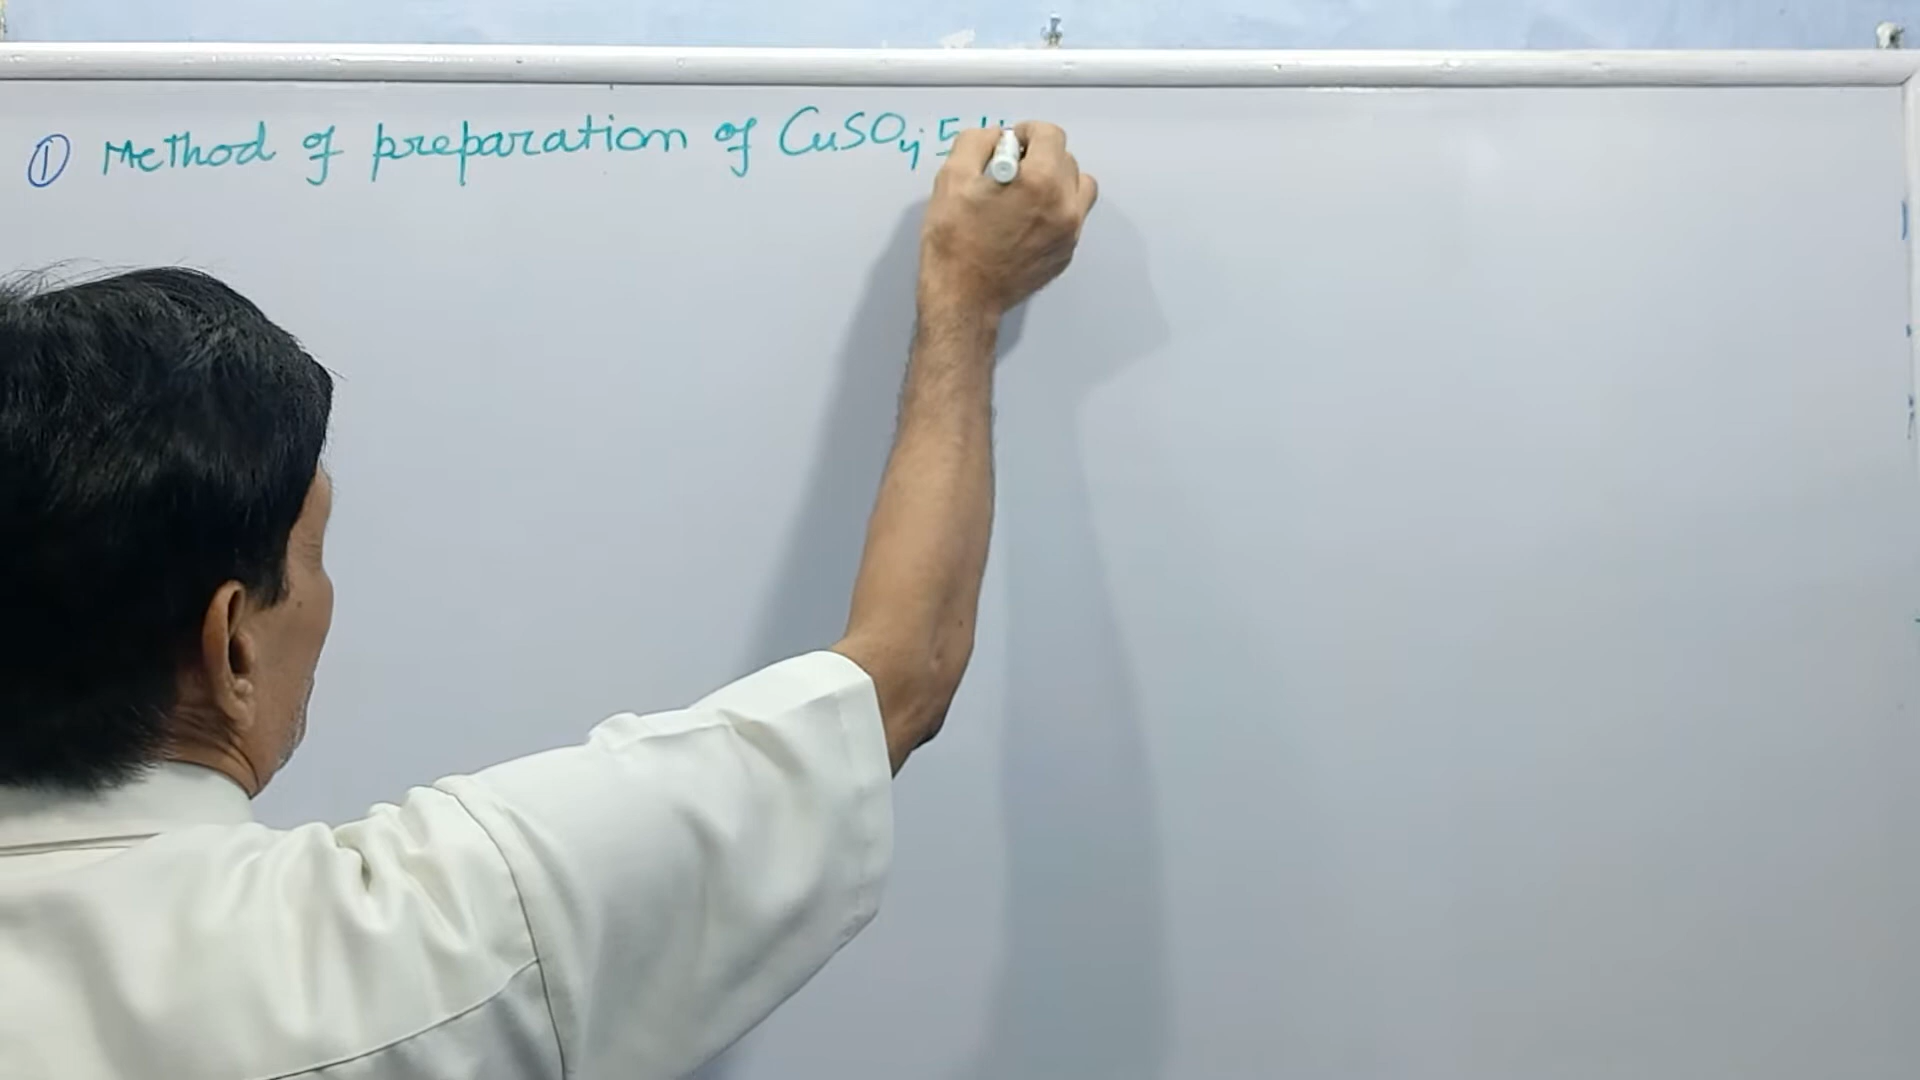 ① Method of preparation of CuSO4; 5H